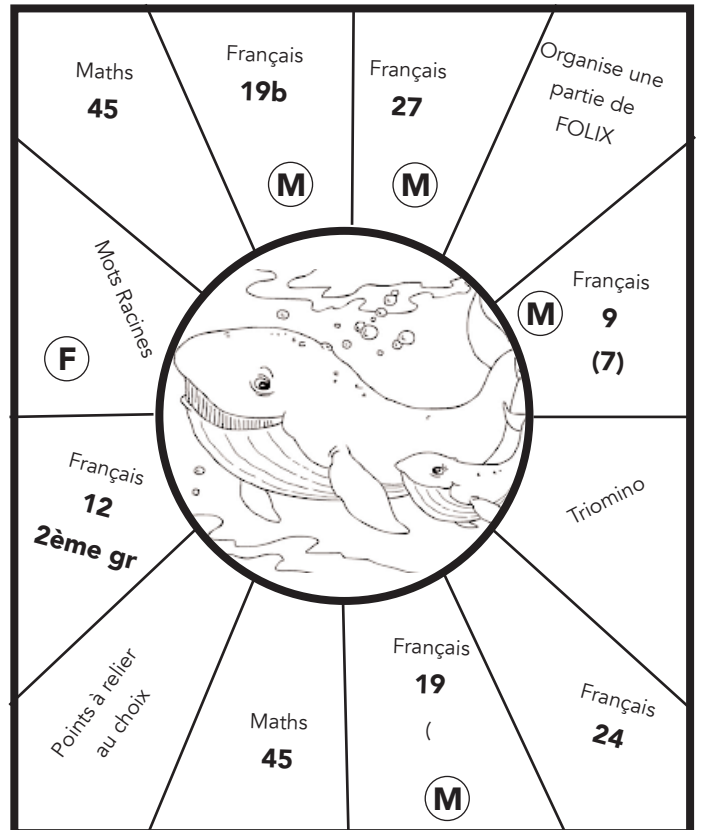 Maths
45
Français
19b
M
Français
27
M
Organise une
partie de
FOLIX
Mots Racines
F
M
Français
9
(7)
Français
12
2ème gr
Triomino
Points à relier
au choix
Maths
45
Français
19
(
M
Français
24